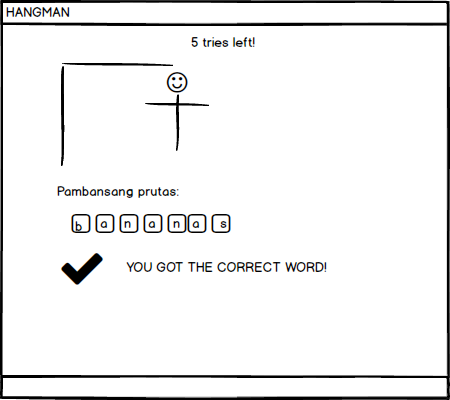 HANGMAN
5 tries left!
Pambansang prutas:
b a n a n a s
YOU GOT THE CORRECT WORD!